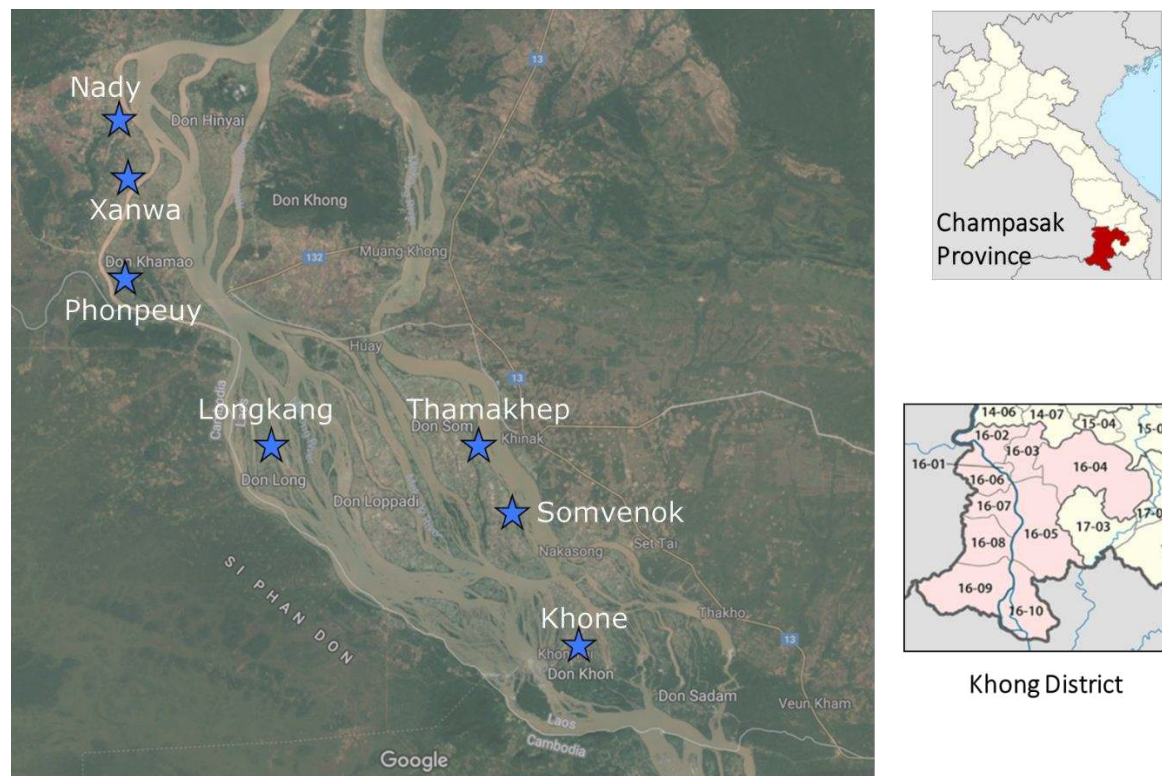 Nady
Don Hinyai
Xanwa
Don Khong
Muang Khong
Don Khamao
132
13
Phonpeuy
Huay
13
Cambodia
Laos
Longkang
Thamakhep
Don Som
Khinak
Don Long
Don Loppadi
Somvenok
Nakasong
Set Tai
SI PHAN DON
Khone
Thakho
13
Don Khon
Don Sadam
Veun Kham
Laos
Cambodia
Google
Champasak
Province
14-06
14-07
15-04
16-02
16-03
16-01
16-04
16-06
16-07
17-03
16-05
16-08
16-09
16-10
Khong District